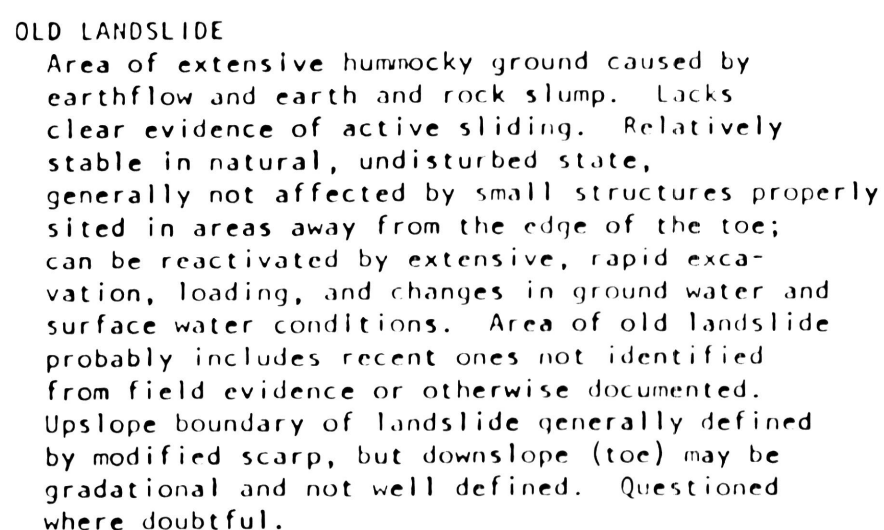 OLD LANDSLIDE
Area of extensive hummocky ground caused by
earthflow and earth and rock slump. Lacks
clear evidence of active sliding. Relatively
stable in natural, undisturbed state,
generally not affected by small structures properly
sited in areas away from the edge of the toe;
can be reactivated by extensive, rapid exca-
vation, loading, and changes in ground water and
surface water conditions. Area of old landslide
probably includes recent ones not identified
from field evidence or otherwise documented.
Upslope boundary of landslide generally defined
by modified scarp, but downslope (toe) may be
gradational and not well defined. Questioned
where doubtful.